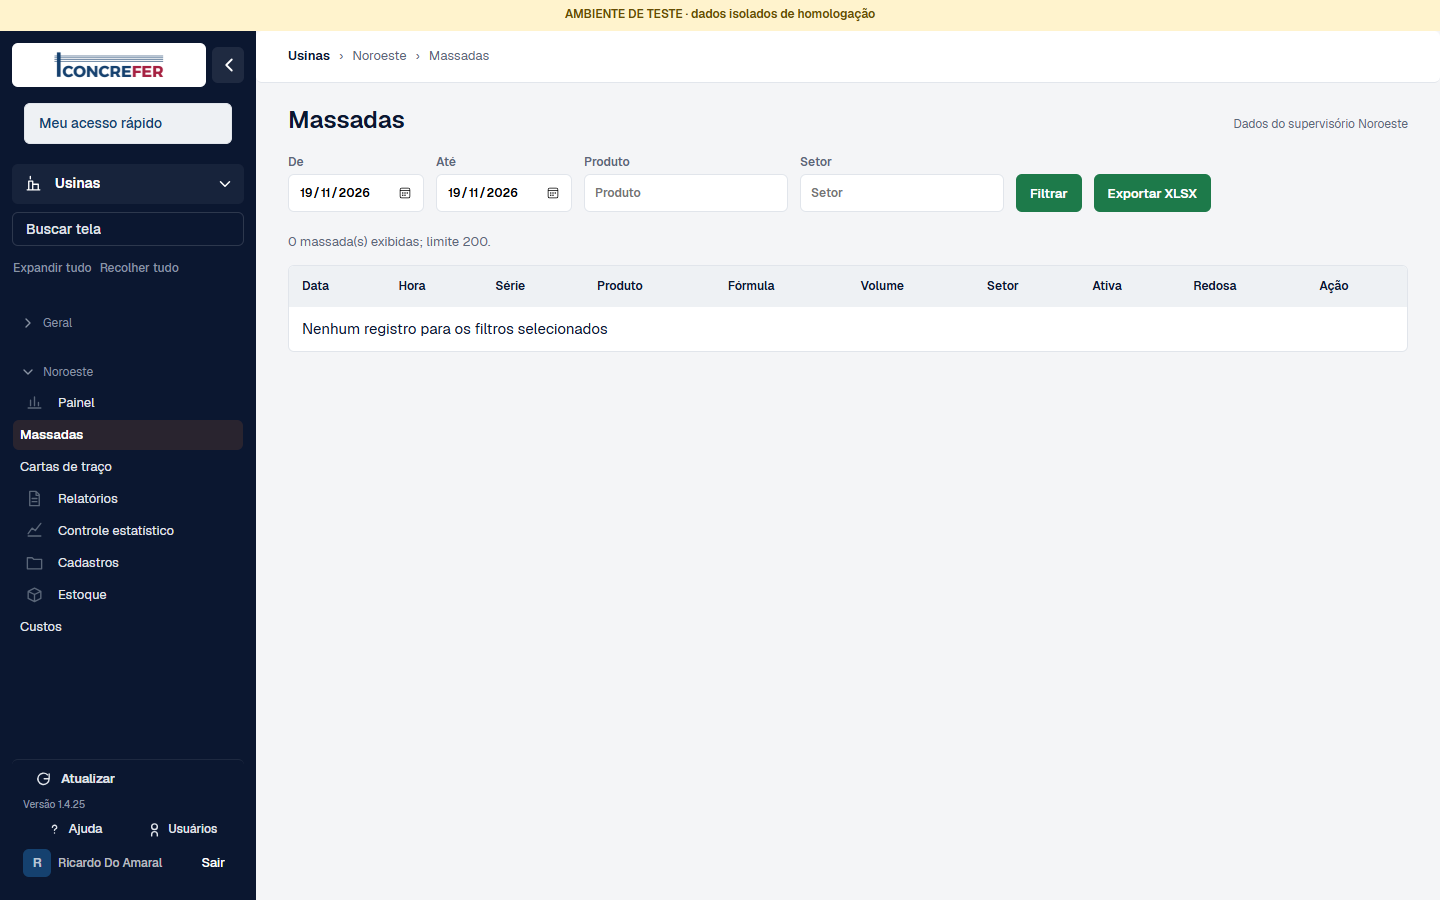 AMBIENTE DE TESTE · dados isolados de homologação
CONCREFER
Meu acesso rápido
Usinas
Buscar tela
Expandir tudo Recolher tudo
Geral
Noroeste
Painel
Massadas
Cartas de traço
Relatórios
Controle estatístico
Cadastros
Estoque
Custos
Atualizar
Versão 1.4.25
? Ajuda Usuários
R Ricardo Do Amaral Sair
Usinas › Noroeste › Massadas
Massadas
Dados do supervisório Noroeste
De Até Produto Setor
19/11/2026 19/11/2026 Produto Setor Filtrar Exportar XLSX
0 massada(s) exibidas; limite 200.
Data Hora Série Produto Fórmula Volume Setor Ativa Redosa Ação
Nenhum registro para os filtros selecionados